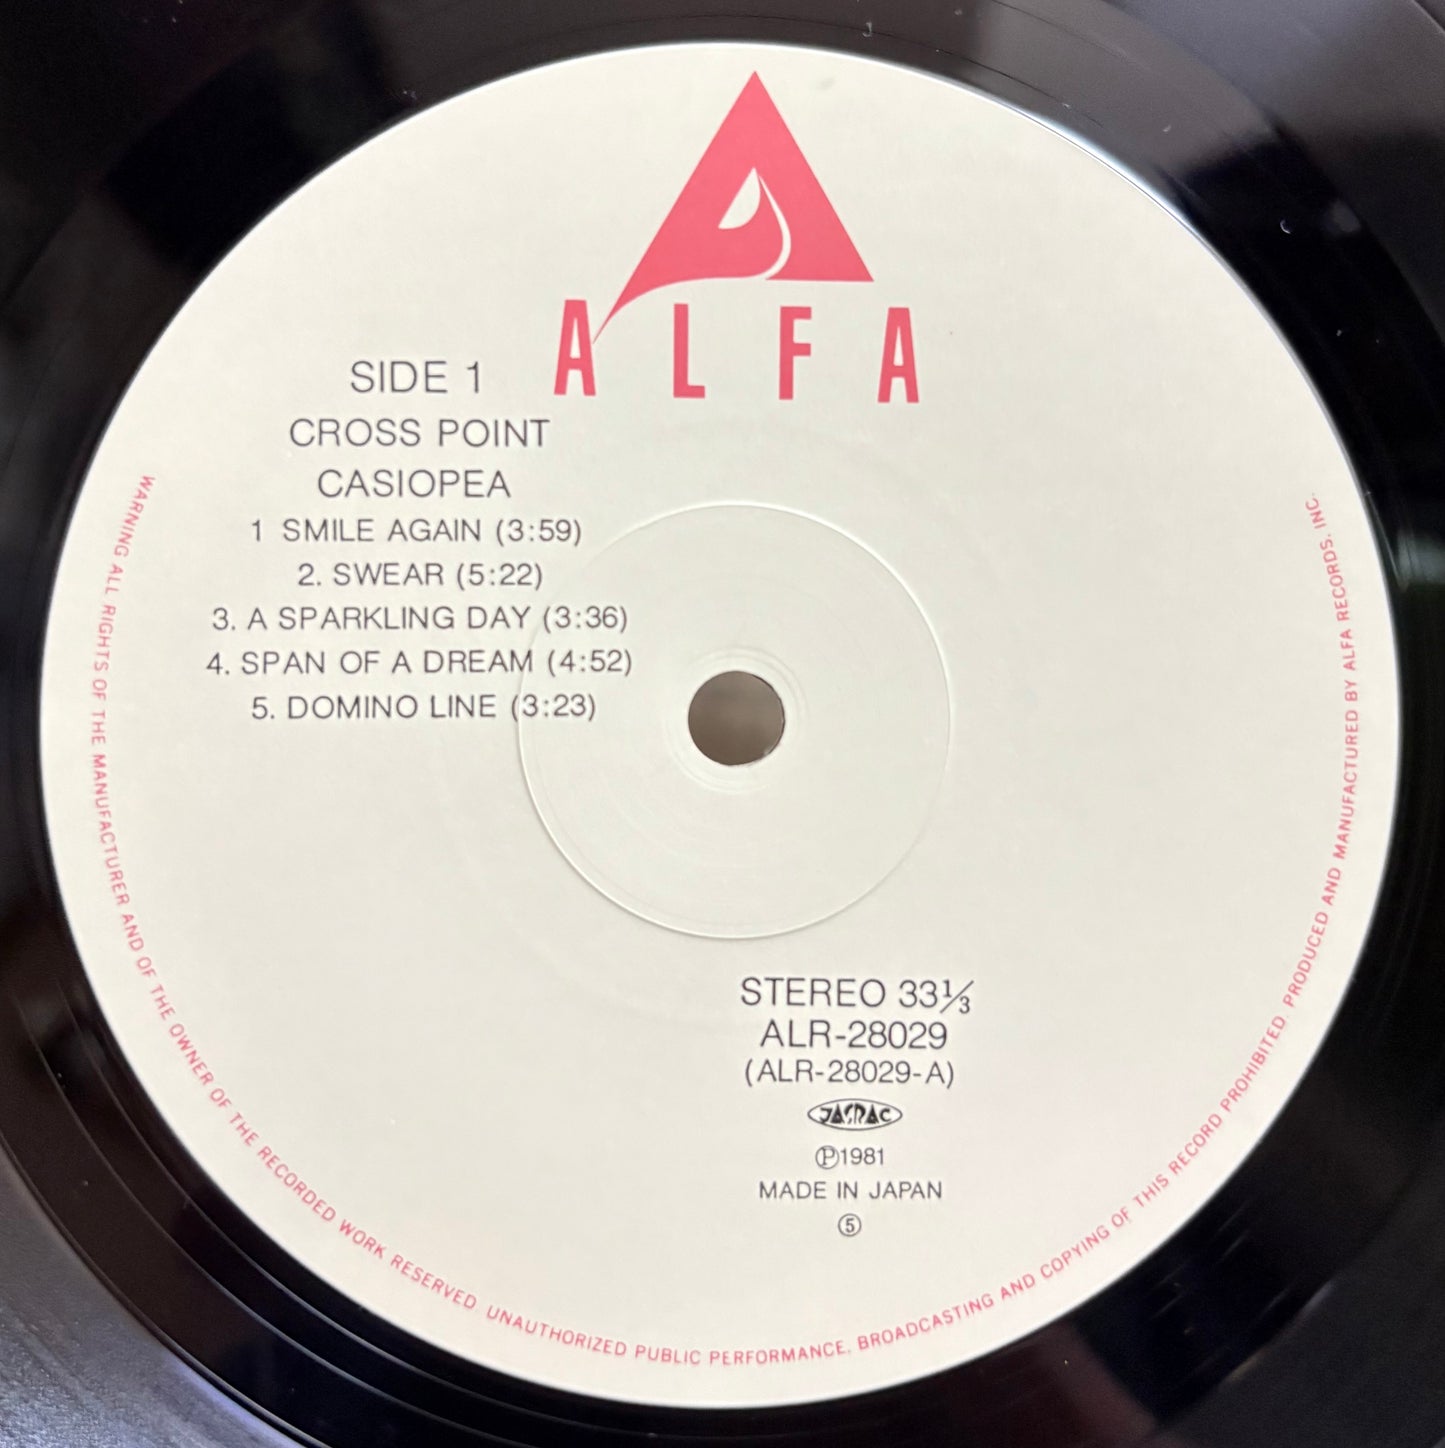 ALFA
SIDE 1
CROSS POINT
CASIOPEA
1 SMILE AGAIN (3:59)
2. SWEAR (5:22)
3. A SPARKLING DAY (3:36)
4. SPAN OF A DREAM (4:52)
5. DOMINO LINE (3:23)
STEREO 33⅓
ALR-28029
(ALR-28029-A)
JASRAC
Ⓟ1981
MADE IN JAPAN
⑤
WARNING ALL RIGHTS OF THE MANUFACTURER AND OF THE OWNER OF THE RECORDED WORK RESERVED. UNAUTHORIZED PUBLIC PERFORMANCE, BROADCASTING AND COPYING OF THIS RECORD PROHIBITED. PRODUCED AND MANUFACTURED BY ALFA RECORDS, INC.